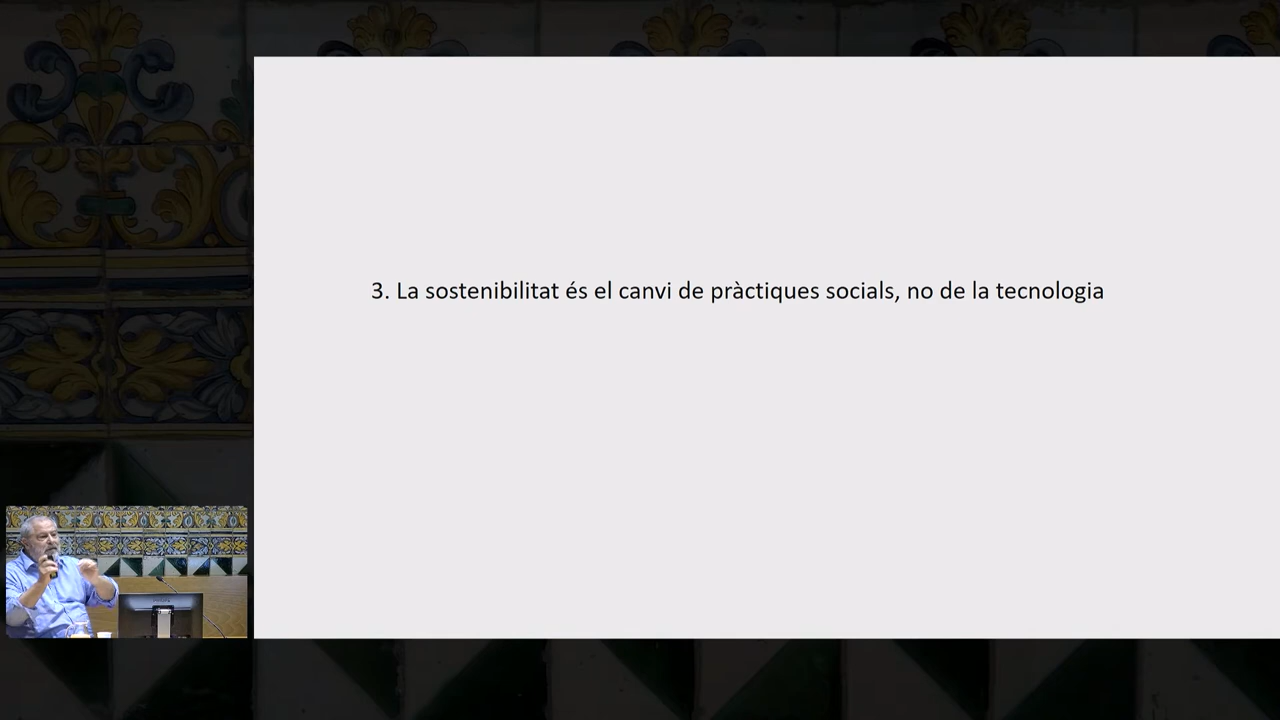 3. La sostenibilitat és el canvi de pràctiques socials, no de la tecnologia